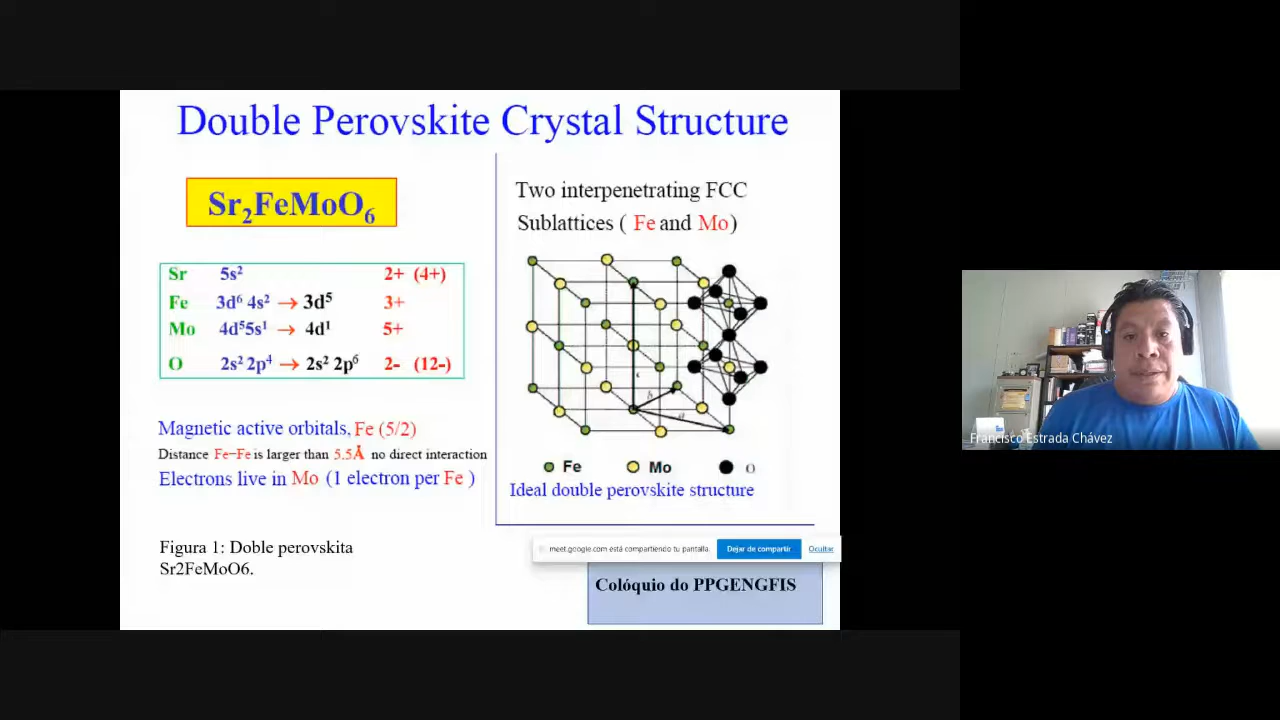 Double Perovskite Crystal Structure
Sr2FeMoO6
Sr 5s² 2+ (4+)
Fe 3d⁶ 4s² → 3d⁵ 3+
Mo 4d⁵5s¹ → 4d¹ 5+
O 2s² 2p⁴ → 2s² 2p⁶ 2- (12-)
Magnetic active orbitals, Fe (5/2)
Distance Fe-Fe is larger than 5.5Å no direct interaction
Electrons live in Mo (1 electron per Fe )
Figura 1: Doble perovskita
Sr2FeMoO6.
Two interpenetrating FCC
Sublattices ( Fe and Mo)
c
b
a
Fe Mo O
Ideal double perovskite structure
meet.google.com está compartiendo tu pantalla.
Dejar de compartir
Ocultar
Colóquio do PPGENGFIS
Francisco Estrada Chávez